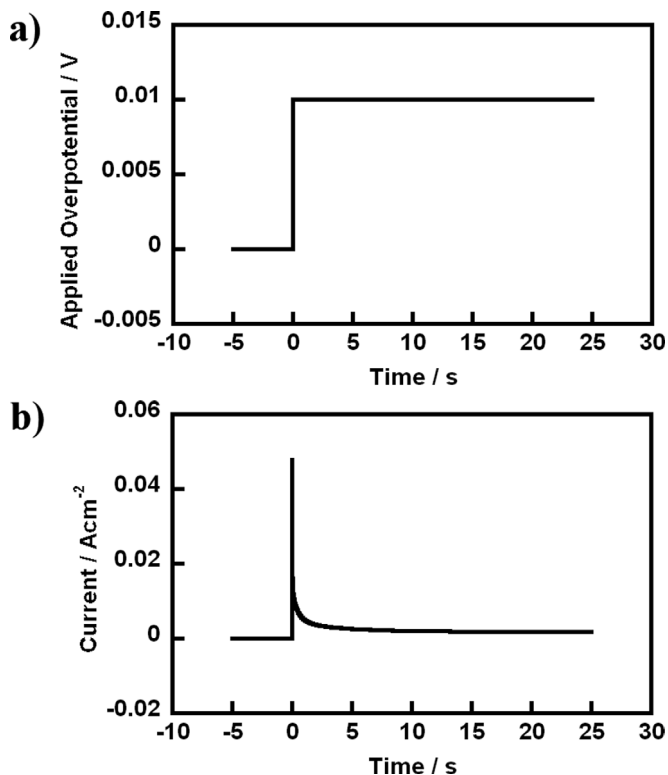 a)
0.015
0.01
0.005
0
-0.005
Applied Overpotential / V
-10 -5 0 5 10 15 20 25 30
Time / s
b)
0.06
0.04
0.02
0
-0.02
Current / Acm-2
-10 -5 0 5 10 15 20 25 30
Time / s